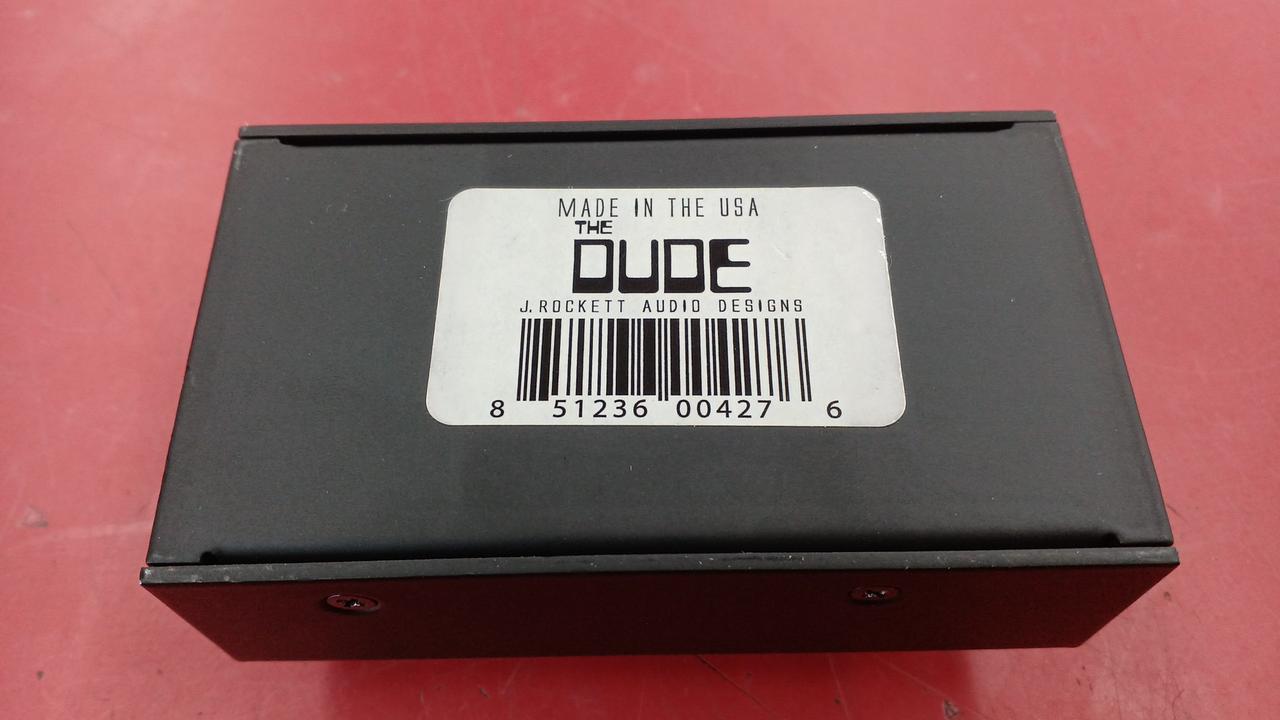 MADE IN THE USA
THE
DUDE
J. ROCKETT AUDIO DESIGNS
8 51236 00427 6